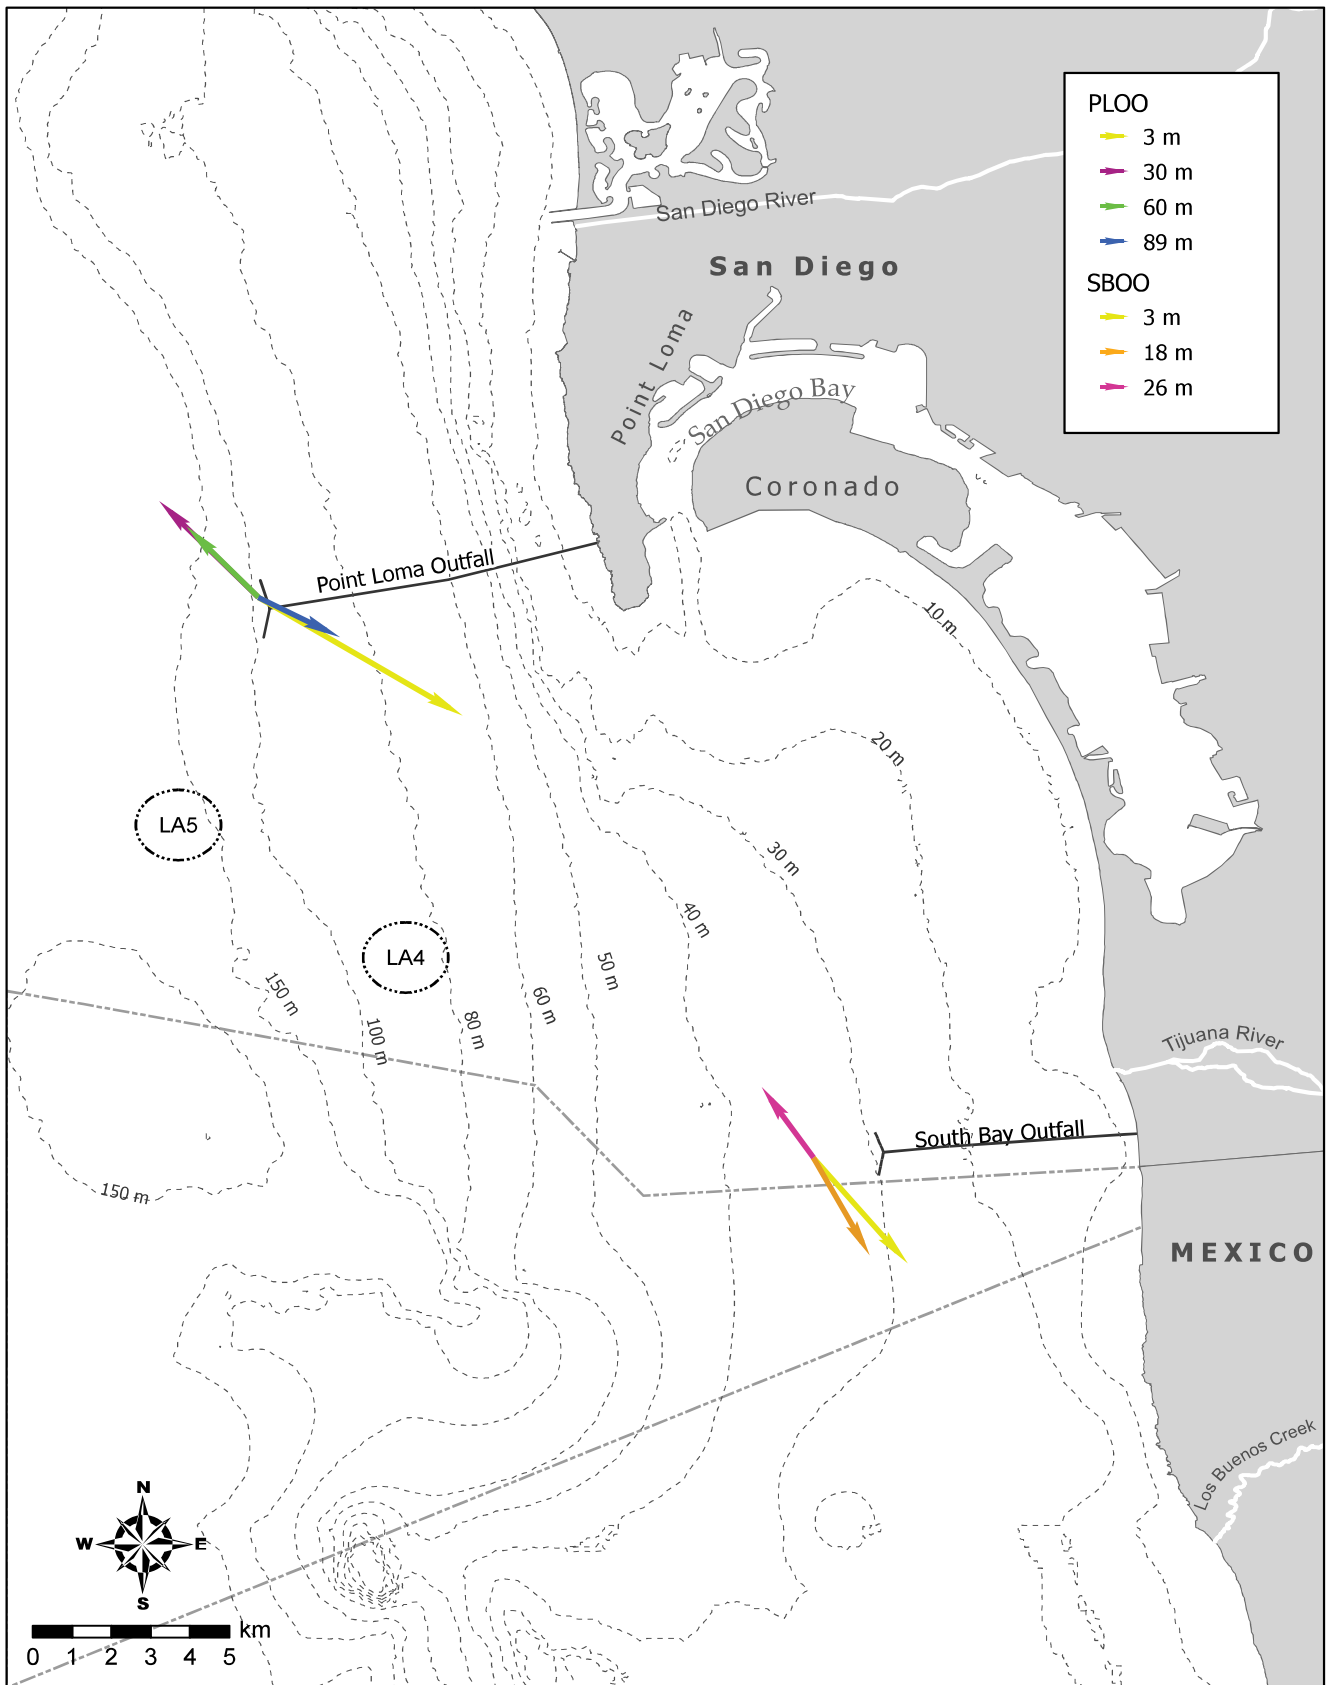 PLOO
3 m
30 m
60 m
89 m
SBOO
3 m
18 m
26 m
San Diego River
San Diego
Point Loma
San Diego Bay
Coronado
Point Loma Outfall
10 m
20 m
LA5
30 m
40 m
LA4
50 m
60 m
150 m
80 m
100 m
Tijuana River
South Bay Outfall
150 m
MEXICO
Los Buenos Creek
N
W
E
S
km
0 1 2 3 4 5